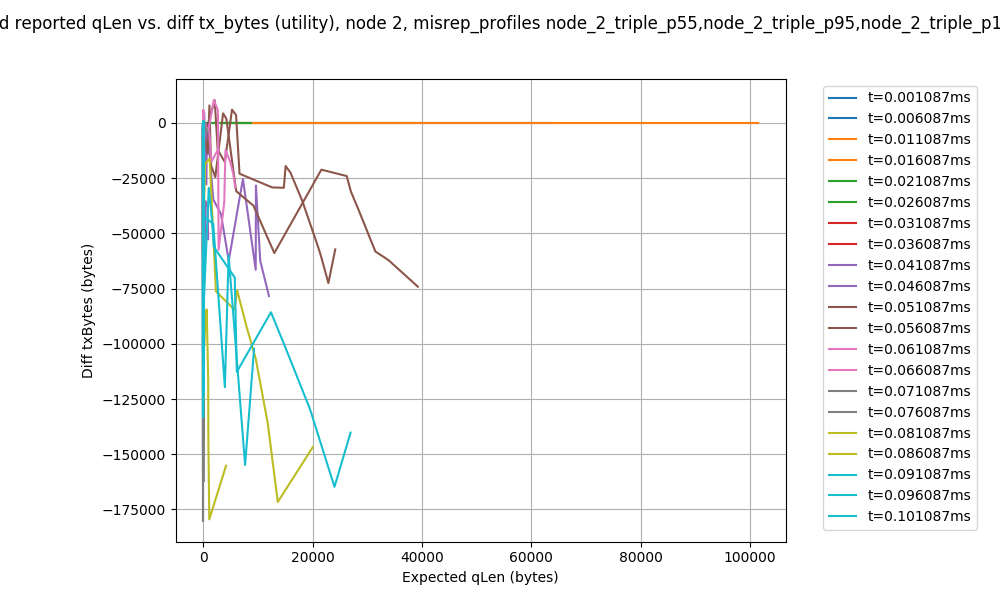 d reported qLen vs. diff tx_bytes (utility), node 2, misrep_profiles node_2_triple_p55,node_2_triple_p95,node_2_triple_p1
0
−25000
−50000
−75000
−100000
−125000
−150000
−175000
Diff txBytes (bytes)
0 20000 40000 60000 80000 100000
Expected qLen (bytes)
t=0.001087ms
t=0.006087ms
t=0.011087ms
t=0.016087ms
t=0.021087ms
t=0.026087ms
t=0.031087ms
t=0.036087ms
t=0.041087ms
t=0.046087ms
t=0.051087ms
t=0.056087ms
t=0.061087ms
t=0.066087ms
t=0.071087ms
t=0.076087ms
t=0.081087ms
t=0.086087ms
t=0.091087ms
t=0.096087ms
t=0.101087ms